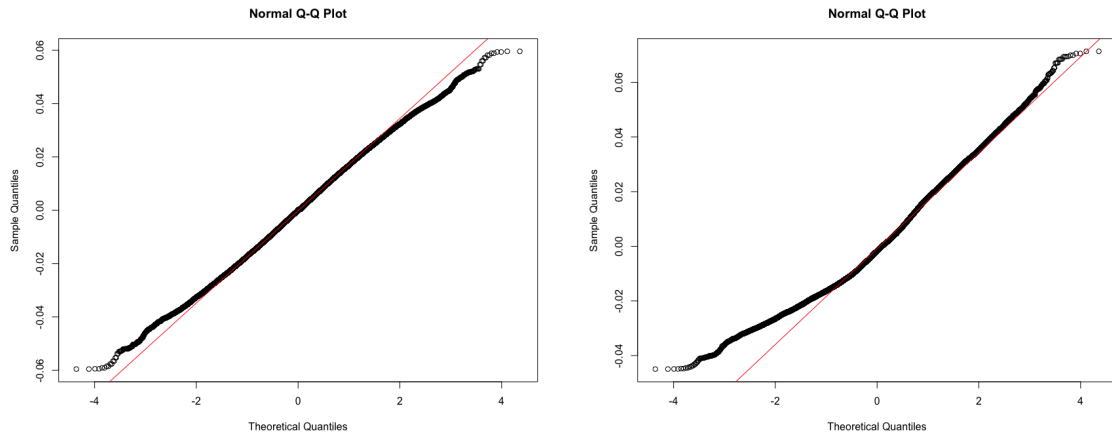 Normal Q-Q Plot
Sample Quantiles
0.06
0.04
0.02
0.00
-0.02
-0.04
-0.06
-4 -2 0 2 4
Theoretical Quantiles
Normal Q-Q Plot
Sample Quantiles
0.06
0.04
0.02
0.00
-0.02
-0.04
-4 -2 0 2 4
Theoretical Quantiles